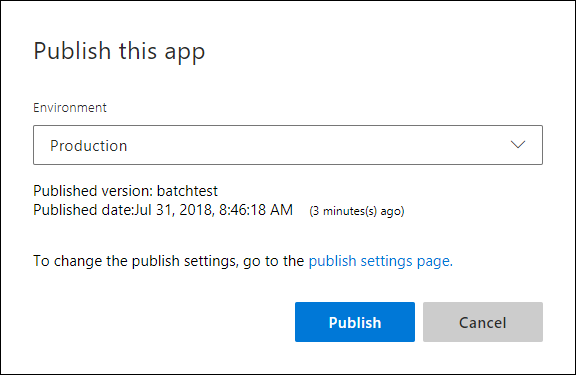 Publish this app
Environment
Production
Published version: batchtest
Published date:Jul 31, 2018, 8:46:18 AM (3 minutes(s) ago)
To change the publish settings, go to the publish settings page.
Publish Cancel